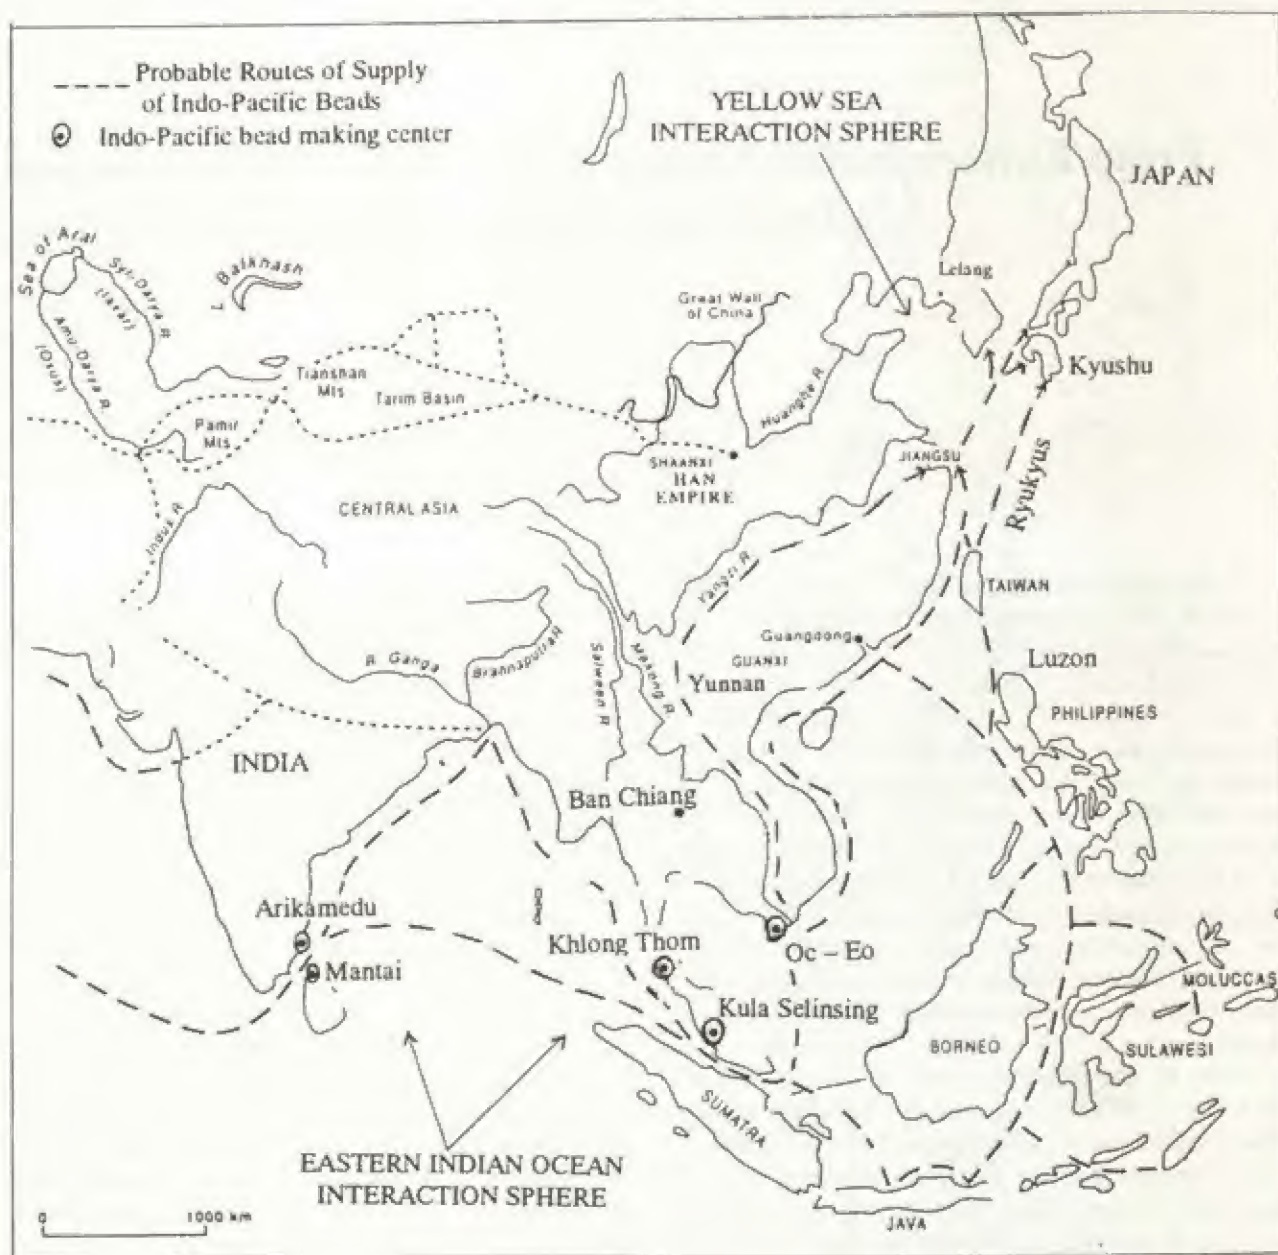 Probable Routes of Supply
of Indo-Pacific Beads
Indo-Pacific bead making center
YELLOW SEA
INTERACTION SPHERE
JAPAN
Sea of Aral
Syr-Darya R.
(Iaxart)
L. Balkhash
Lelang
Great Wall
of China
Amu-Darya R.
(Oxus)
Tianshan
Mts
Tarim Basin
Huanghe R.
Kyushu
Pamir
Mts
SHAANXI
HAN
EMPIRE
JIANGSU
Ryukyus
CENTRAL ASIA
Indus R
Yangzi R
TAIWAN
Guangdong
GUANXI
R Ganga
Brahnaputra R
Salween R
Mekong R
Yunnan
Luzon
PHILIPPINES
INDIA
Ban Chiang
Arikamedu
Khlong Thom
Oc – Eo
Mantai
MOLUCCAS
Kula Selinsing
BORNEO
SULAWESI
SUMATRA
EASTERN INDIAN OCEAN
INTERACTION SPHERE
0 1000 km
JAVA